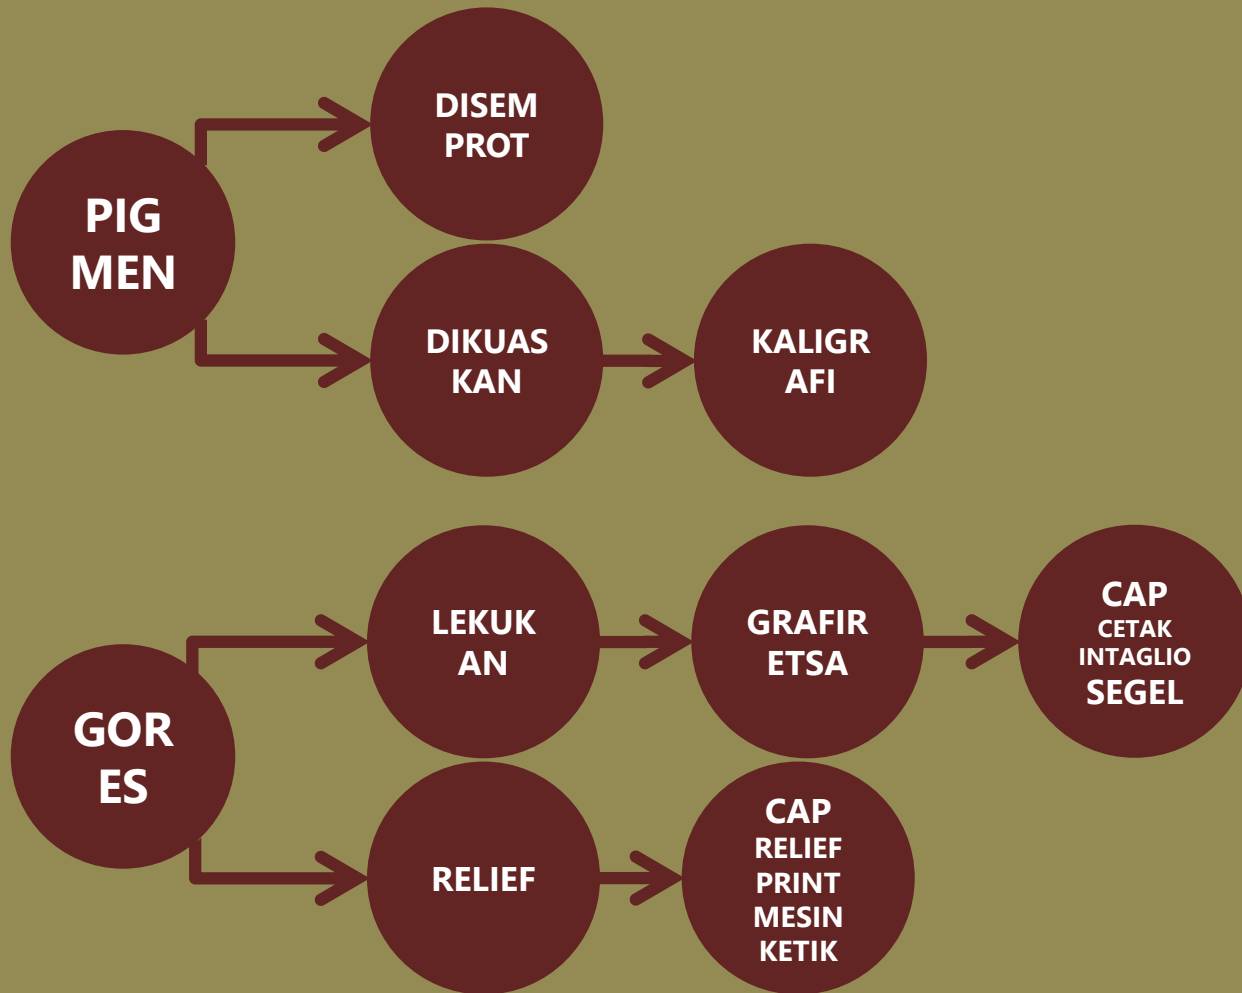 DISEM
PROT
PIG
MEN
DIKUAS
KAN
KALIGR
AFI
LEKUK
AN
GRAFIR
ETSA
CAP
CETAK
INTAGLIO
SEGEL
GOR
ES
RELIEF
CAP
RELIEF
PRINT
MESIN
KETIK